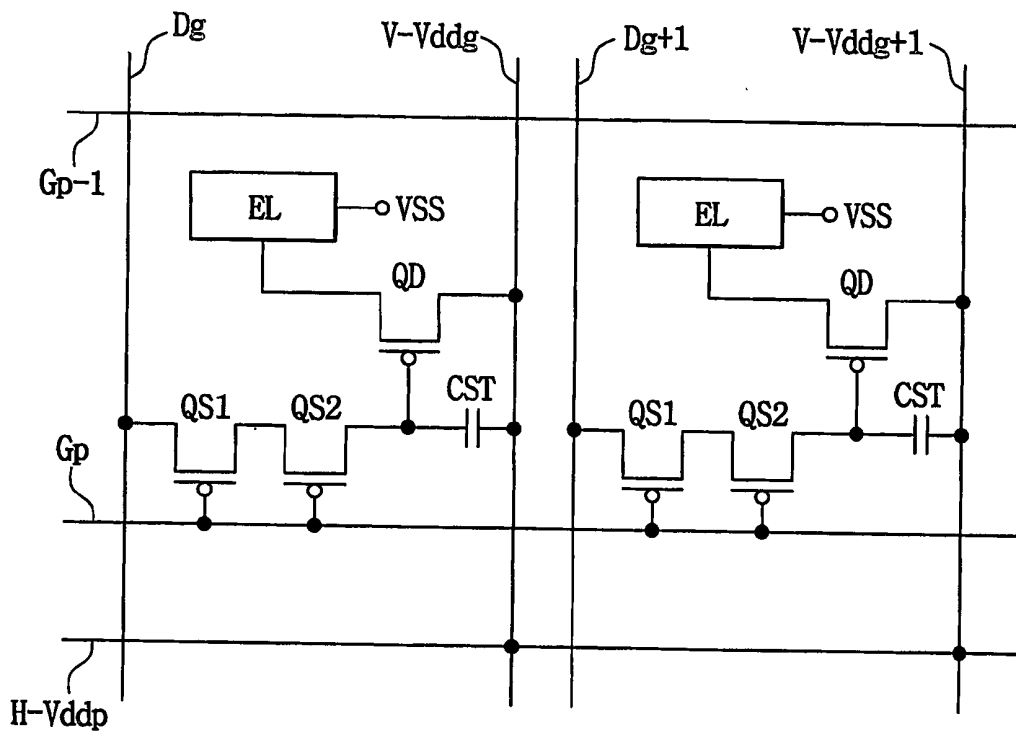 Dg
V-Vddg
Dg+1
V-Vddg+1
Gp-1
EL
VSS
EL
VSS
QD
QD
CST
CST
QS1
QS2
QS1
QS2
Gp
H-Vddp